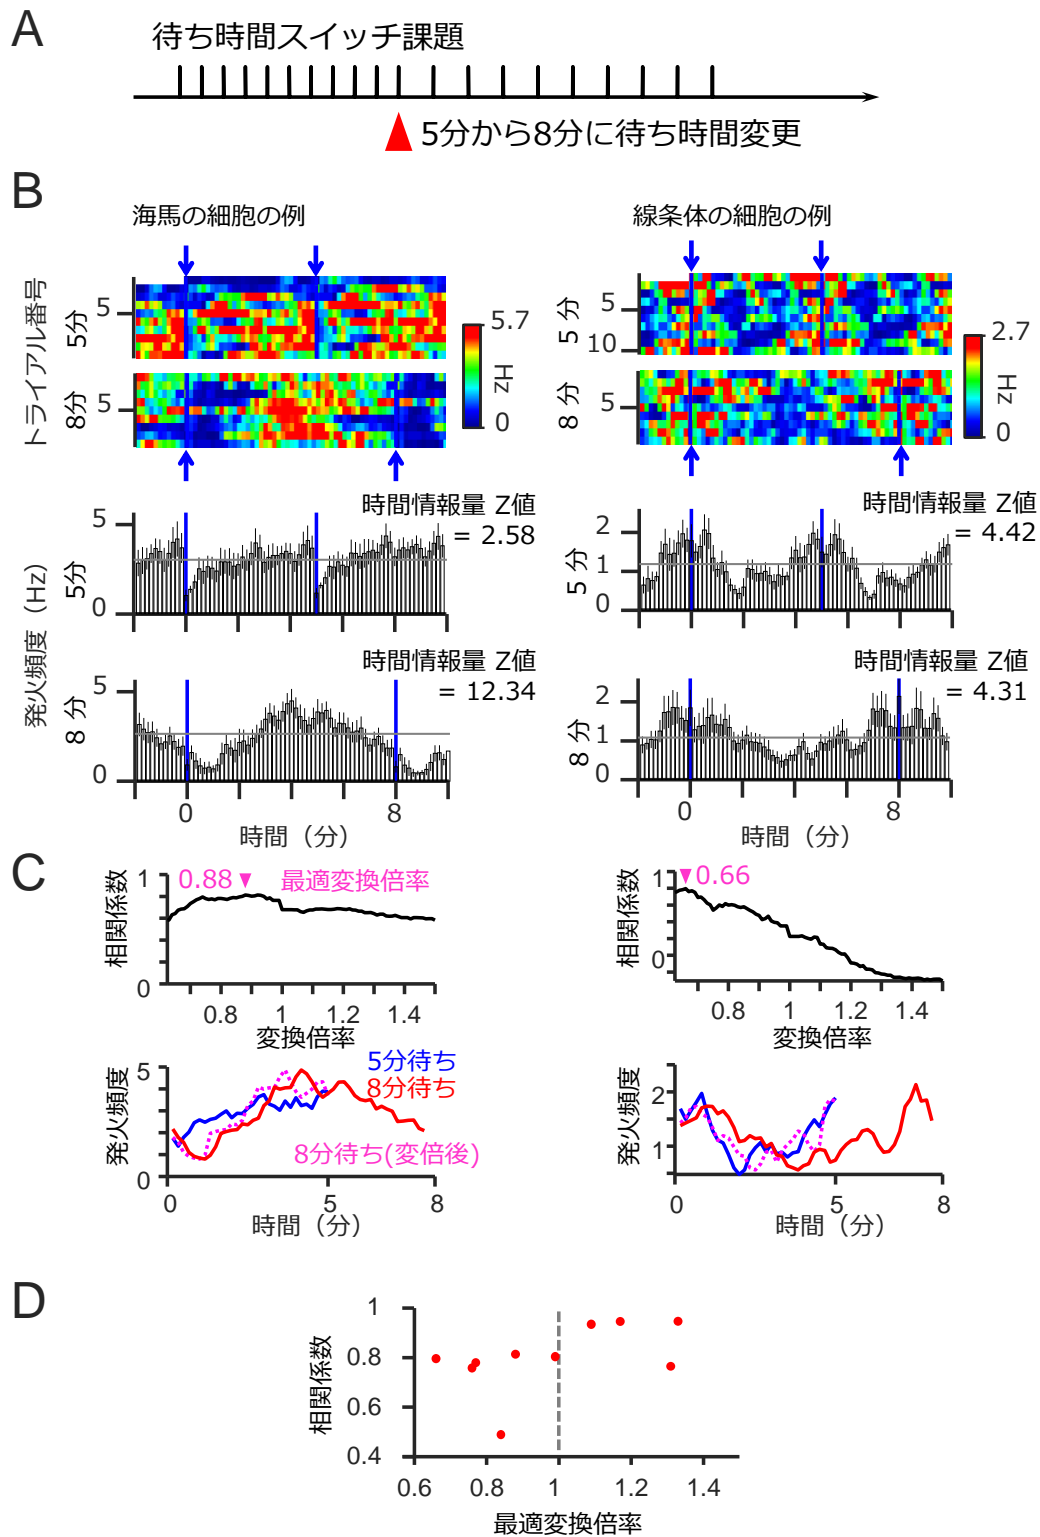 A
待ち時間スイッチ課題
5分から8分に待ち時間変更
B
海馬の細胞の例
線条体の細胞の例
トライアル番号
5分
5
8分
5
5.7
Hz
0
5 分
5
10
8 分
5
2.7
Hz
0
発火頻度（Hz）
5分
5
0
時間情報量 Z値
= 2.58
5 分
2
1
0
時間情報量 Z値
= 4.42
8 分
5
0
時間情報量 Z値
= 12.34
8 分
2
1
0
時間情報量 Z値
= 4.31
0 8
時間（分）
0 8
時間（分）
C
相関係数
1
0
0.88
最適変換倍率
0.8 1 1.2 1.4
変換倍率
相関係数
1
0
0.66
0.8 1 1.2 1.4
変換倍率
発火頻度
5
0
5分待ち
8分待ち
8分待ち(変倍後)
0 5 8
時間（分）
発火頻度
2
1
0 5 8
時間（分）
D
相関係数
1
0.8
0.6
0.4
0.6 0.8 1 1.2 1.4
最適変換倍率